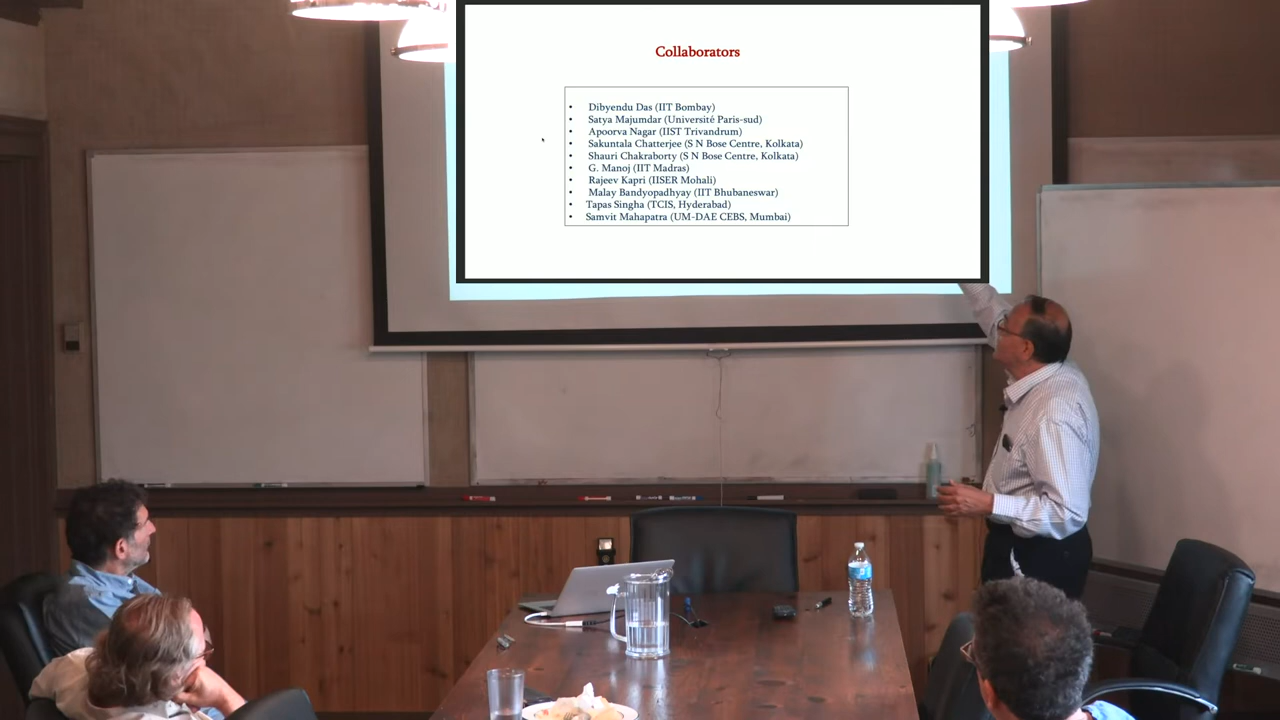 Collaborators
• Dibyendu Das (IIT Bombay)
• Satya Majumdar (Université Paris-sud)
• Apoorva Nagar (IIST Trivandrum)
• Sakuntala Chatterjee (S N Bose Centre, Kolkata)
• Shauri Chakraborty (S N Bose Centre, Kolkata)
• G. Manoj (IIT Madras)
• Rajeev Kapri (IISER Mohali)
• Malay Bandyopadhyay (IIT Bhubaneswar)
• Tapas Singha (TCIS, Hyderabad)
• Samvit Mahapatra (UM-DAE CEBS, Mumbai)